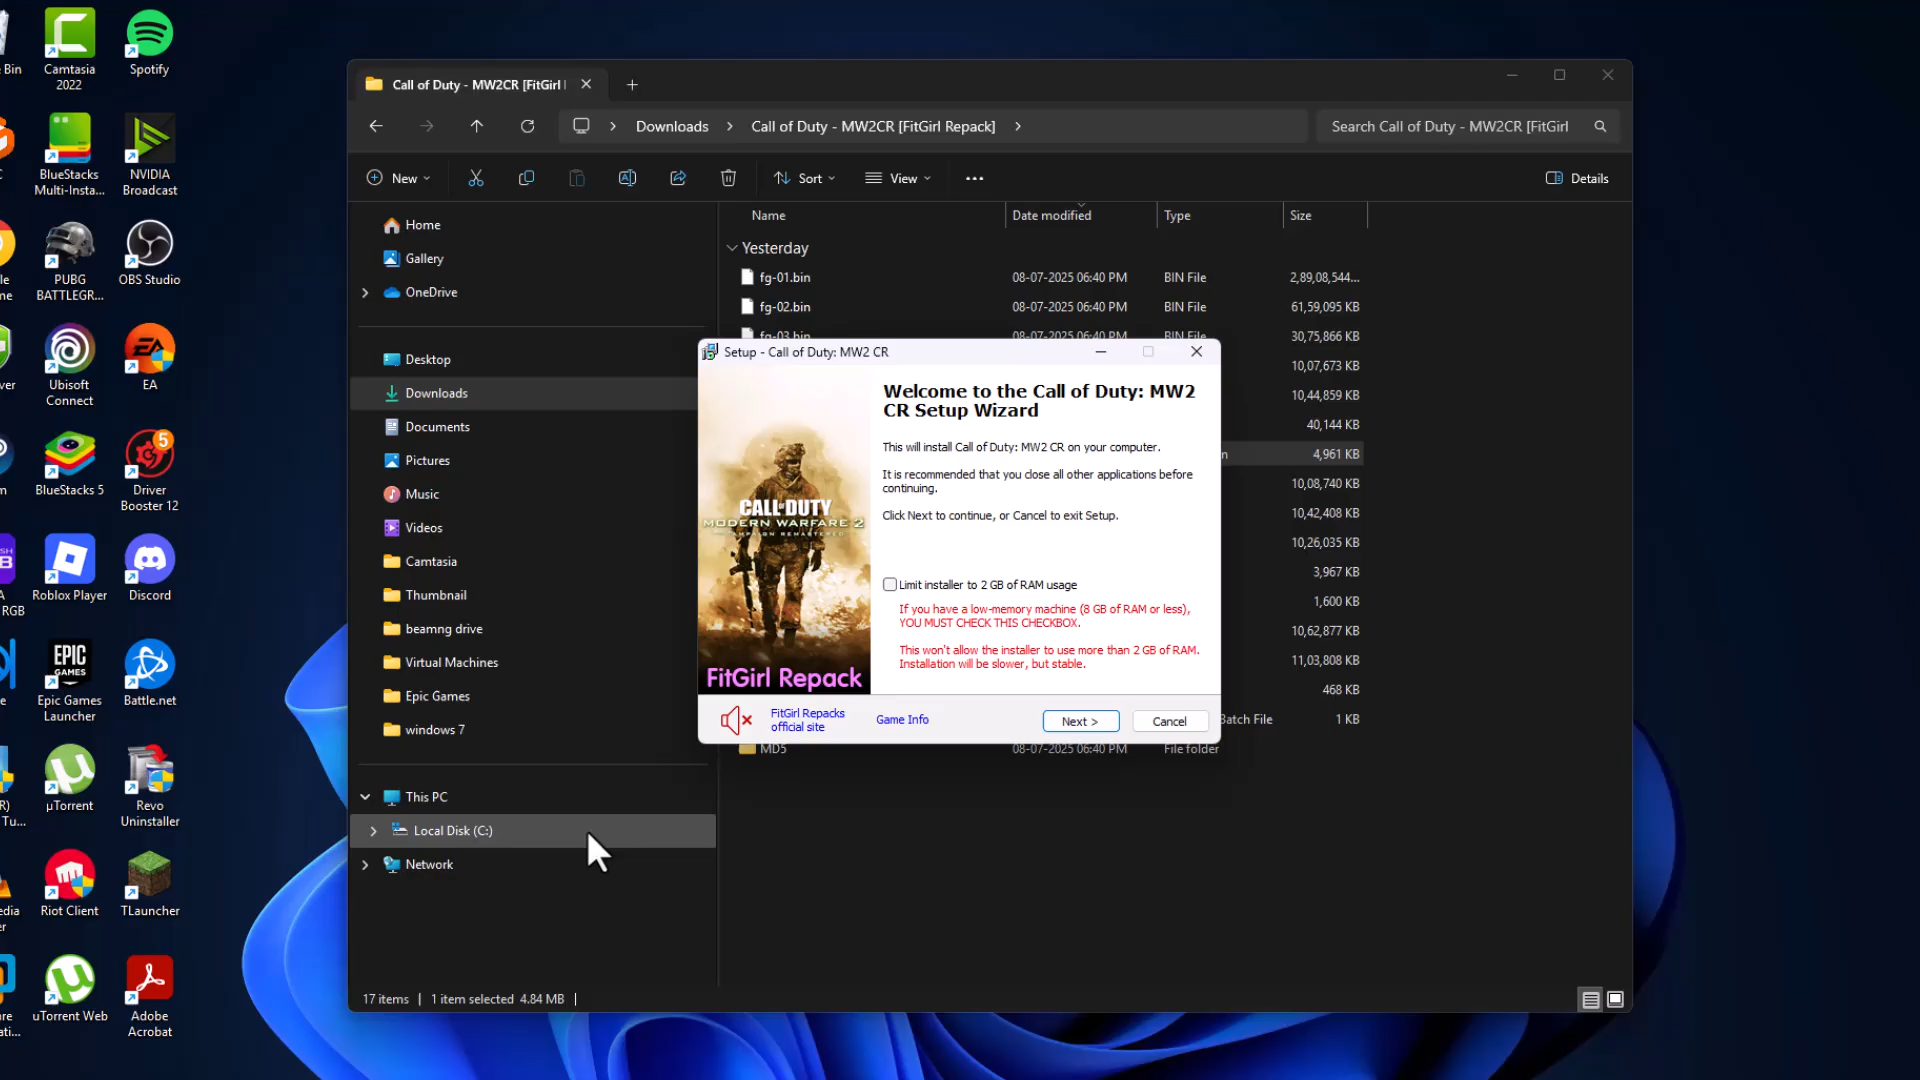 Bin
Camtasia
2022
Spotify
BlueStacks
Multi-Insta...
NVIDIA
Broadcast
PUBG
BATTLEGR...
OBS Studio
Ubisoft
Connect
EA
BlueStacks 5
Driver
Booster 12
5
RGB
Roblox Player
Discord
EPIC
GAMES
Epic Games
Launcher
Battle.net
R)
Tu...
µTorrent
Revo
Uninstaller
edia
er
Riot Client
TLauncher
ati...
uTorrent Web
Adobe
Acrobat
Call of Duty - MW2CR [FitGirl
Downloads
Call of Duty - MW2CR [FitGirl Repack]
Search Call of Duty - MW2CR [FitGirl
New
Sort
View
Details
Home
Gallery
OneDrive
Desktop
Downloads
Documents
Pictures
Music
Videos
Camtasia
Thumbnail
beamng drive
Virtual Machines
Epic Games
windows 7
This PC
Local Disk (C:)
Network
Name Date modified Type Size
Yesterday
fg-01.bin 08-07-2025 06:40 PM BIN File 2,89,08,544...
fg-02.bin 08-07-2025 06:40 PM BIN File 61,59,095 KB
fg-03.bin 08-07-2025 06:40 PM BIN File 30,75,866 KB
10,07,673 KB
10,44,859 KB
40,144 KB
n 4,961 KB
10,08,740 KB
10,42,408 KB
10,26,035 KB
3,967 KB
1,600 KB
10,62,877 KB
11,03,808 KB
468 KB
Batch File 1 KB
MD5 08-07-2025 06:40 PM File folder
Setup - Call of Duty: MW2 CR
CALL OF DUTY
MODERN WARFARE 2
CAMPAIGN REMASTERED
FitGirl Repack
Welcome to the Call of Duty: MW2
CR Setup Wizard
This will install Call of Duty: MW2 CR on your computer.
It is recommended that you close all other applications before
continuing.
Click Next to continue, or Cancel to exit Setup.
Limit installer to 2 GB of RAM usage
If you have a low-memory machine (8 GB of RAM or less),
YOU MUST CHECK THIS CHECKBOX.
This won't allow the installer to use more than 2 GB of RAM.
Installation will be slower, but stable.
FitGirl Repacks
official site
Game Info
Next >
Cancel
17 items
1 item selected 4.84 MB